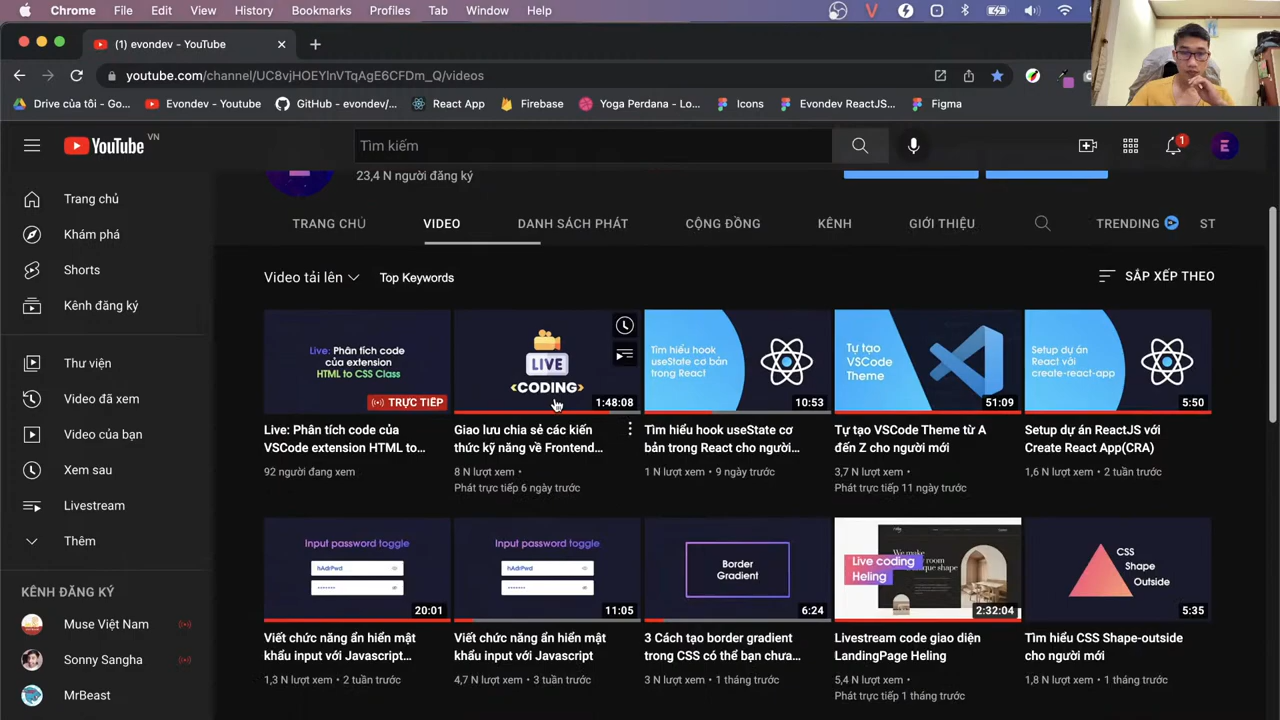 Chrome File Edit View History Bookmarks Profiles Tab Window Help
(1) evondev - YouTube
youtube.com/channel/UC8vjHOEYlnVTqAgE6CFDm_Q/videos
Drive của tôi - Go... Evondev - Youtube GitHub - evondev/... React App Firebase Yoga Perdana - Lo... Icons Evondev ReactJS... Figma
YouTube VN
Tìm kiếm
1
E
23,4 N người đăng ký
TRANG CHỦ VIDEO DANH SÁCH PHÁT CỘNG ĐỒNG KÊNH GIỚI THIỆU TRENDING ST
Trang chủ
Khám phá
Shorts
Kênh đăng ký
Thư viện
Video đã xem
Video của bạn
Xem sau
Livestream
Thêm
KÊNH ĐĂNG KÝ
Muse Việt Nam
Sonny Sangha
MrBeast
Video tải lên Top Keywords SẮP XẾP THEO
Live: Phân tích code
của extension
HTML to CSS Class
TRỰC TIẾP
Live: Phân tích code của
VSCode extension HTML to...
92 người đang xem
LIVE
<CODING>
1:48:08
Giao lưu chia sẻ các kiến
thức kỹ năng về Frontend...
8 N lượt xem •
Phát trực tiếp 6 ngày trước
Tìm hiểu hook
useState cơ bản
trong React
10:53
Tìm hiểu hook useState cơ
bản trong React cho người...
1 N lượt xem • 9 ngày trước
Tự tạo
VSCode
Theme
51:09
Tự tạo VSCode Theme từ A
đến Z cho người mới
3,7 N lượt xem •
Phát trực tiếp 11 ngày trước
Setup dự án
React với
create-react-app
5:50
Setup dự án ReactJS với
Create React App(CRA)
1,6 N lượt xem • 2 tuần trước
Input password toggle
hAdrPwd
20:01
Viết chức năng ẩn hiển mật
khẩu input với Javascript...
1,3 N lượt xem • 2 tuần trước
Input password toggle
hAdrPwd
11:05
Viết chức năng ẩn hiển mật
khẩu input với Javascript
4,7 N lượt xem • 3 tuần trước
Border
Gradient
6:24
3 Cách tạo border gradient
trong CSS có thể bạn chưa...
3 N lượt xem • 1 tháng trước
Live coding
Heling
2:32:04
Livestream code giao diện
LandingPage Heling
5,4 N lượt xem •
Phát trực tiếp 1 tháng trước
CSS
Shape
Outside
5:35
Tìm hiểu CSS Shape-outside
cho người mới
1,8 N lượt xem • 1 tháng trước